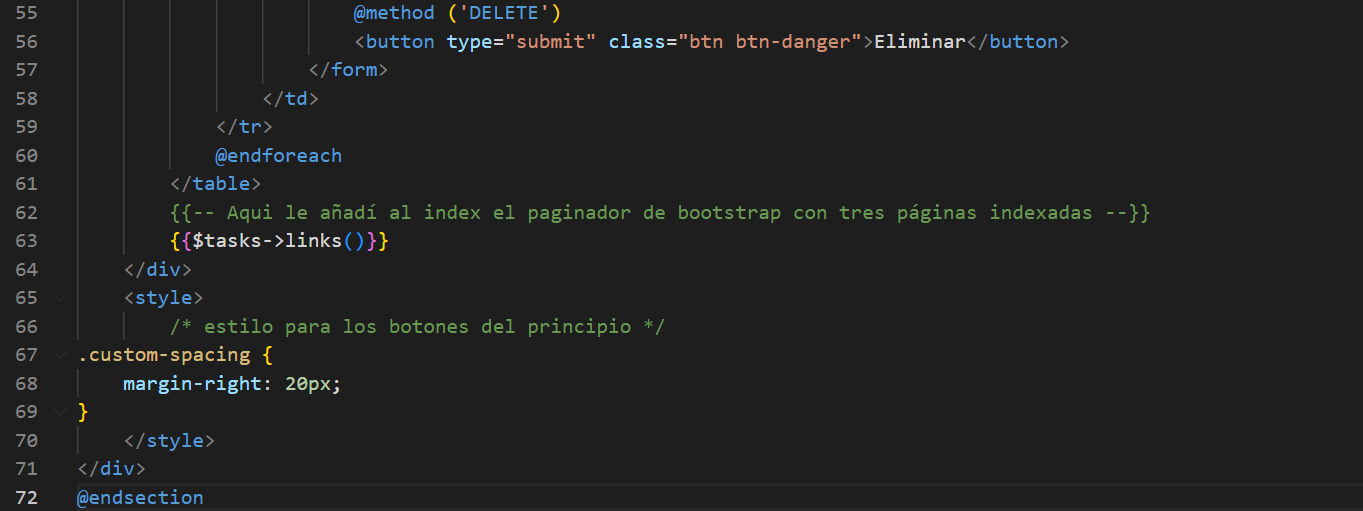 55 @method ('DELETE')
56 <button type="submit" class="btn btn-danger">Eliminar</button>
57 </form>
58 </td>
59 </tr>
60 @endforeach
61 </table>
62 {{-- Aqui le añadí al index el paginador de bootstrap con tres páginas indexadas --}}
63 {{$tasks->links()}}
64 </div>
65 <style>
66 /* estilo para los botones del principio */
67 .custom-spacing {
68 margin-right: 20px;
69 }
70 </style>
71 </div>
72 @endsection